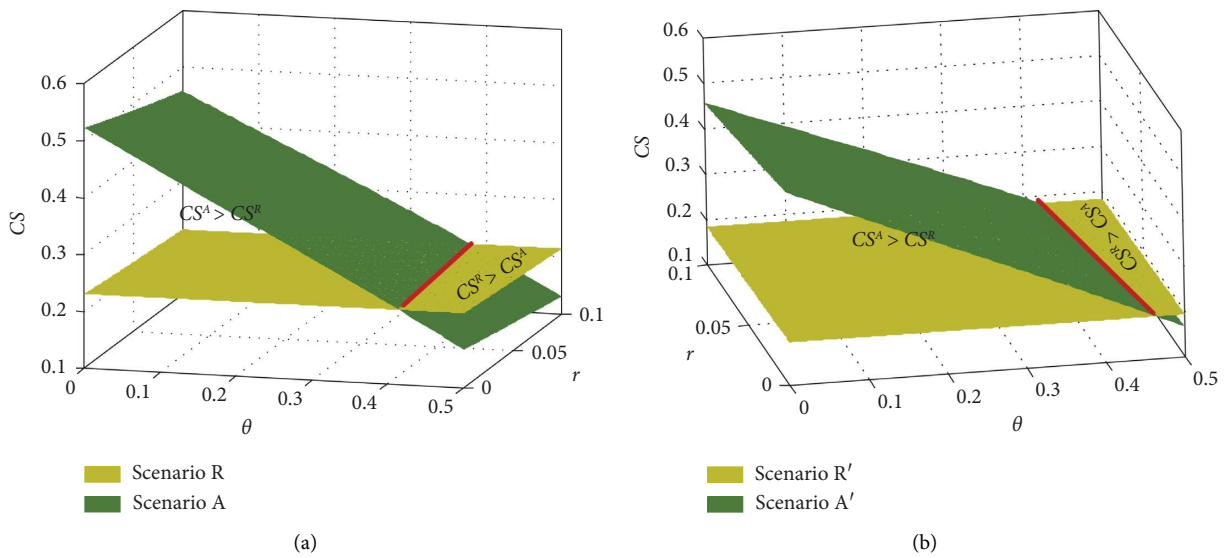 0.6
0.5
0.4
0.3
0.2
0.1
CS
CS^A > CS^R
CS^R > CS^A
0
0.1
0.2
0.3
0.4
0.5
θ
0
0.05
0.1
r
Scenario R
Scenario A
(a)
0.6
0.5
0.4
0.3
0.2
0.1
CS
CS^A > CS^R
CS^R > CS^A
0.1
0.05
0
r
0
0.1
0.2
0.3
0.4
0.5
θ
Scenario R′
Scenario A′
(b)